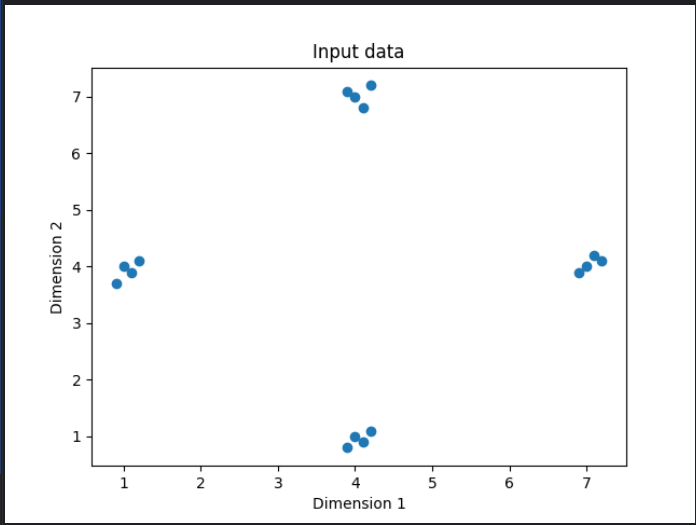 Input data
7
6
5
4
3
2
1
Dimension 2
1 2 3 4 5 6 7
Dimension 1